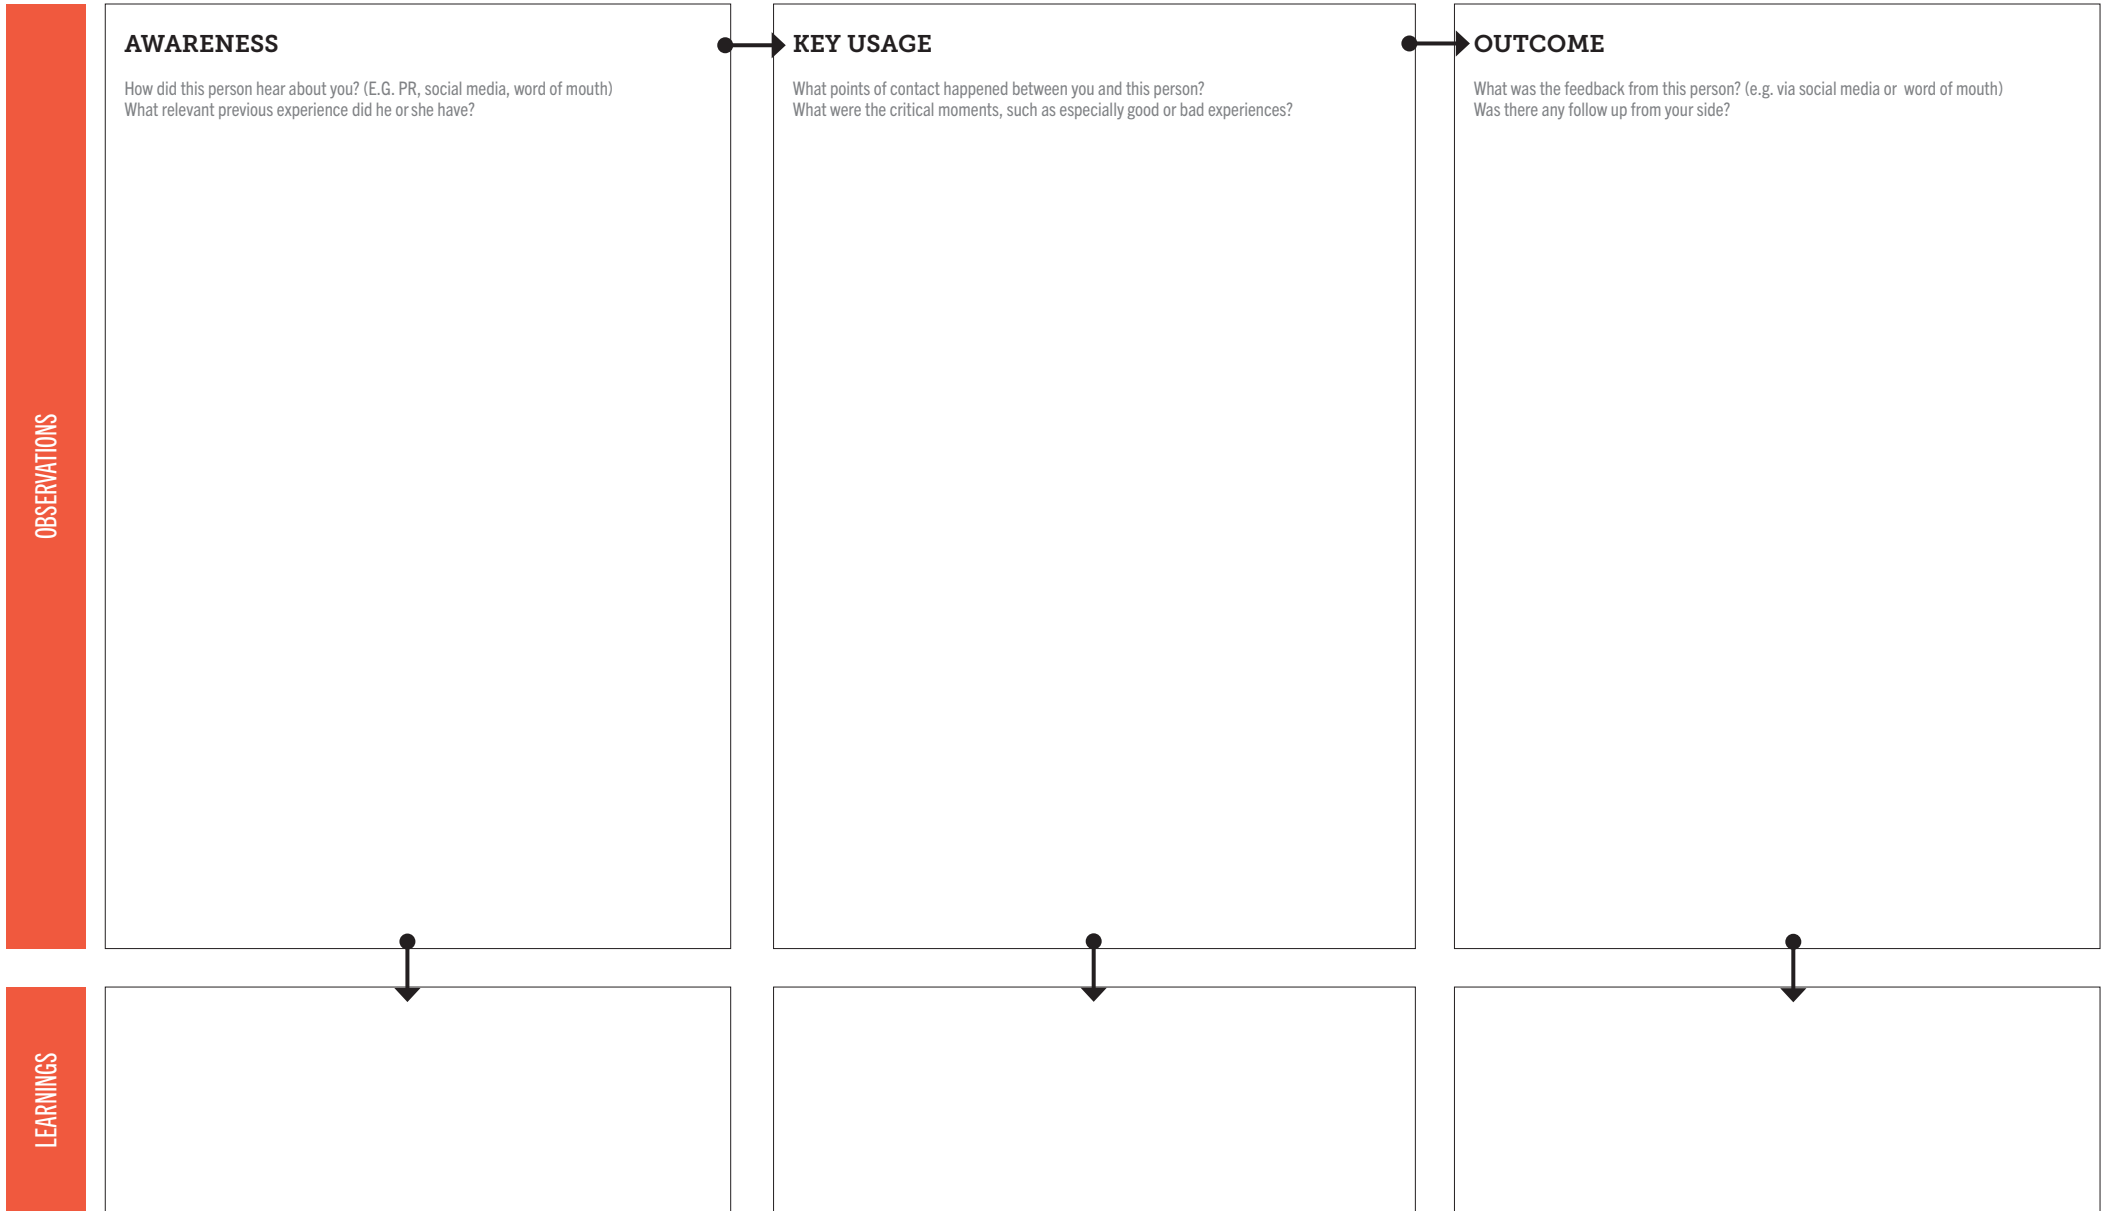 OBSERVATIONS
AWARENESS
How did this person hear about you? (E.G. PR, social media, word of mouth)
What relevant previous experience did he or she have?
KEY USAGE
What points of contact happened between you and this person?
What were the critical moments, such as especially good or bad experiences?
OUTCOME
What was the feedback from this person? (e.g. via social media or word of mouth)
Was there any follow up from your side?
LEARNINGS